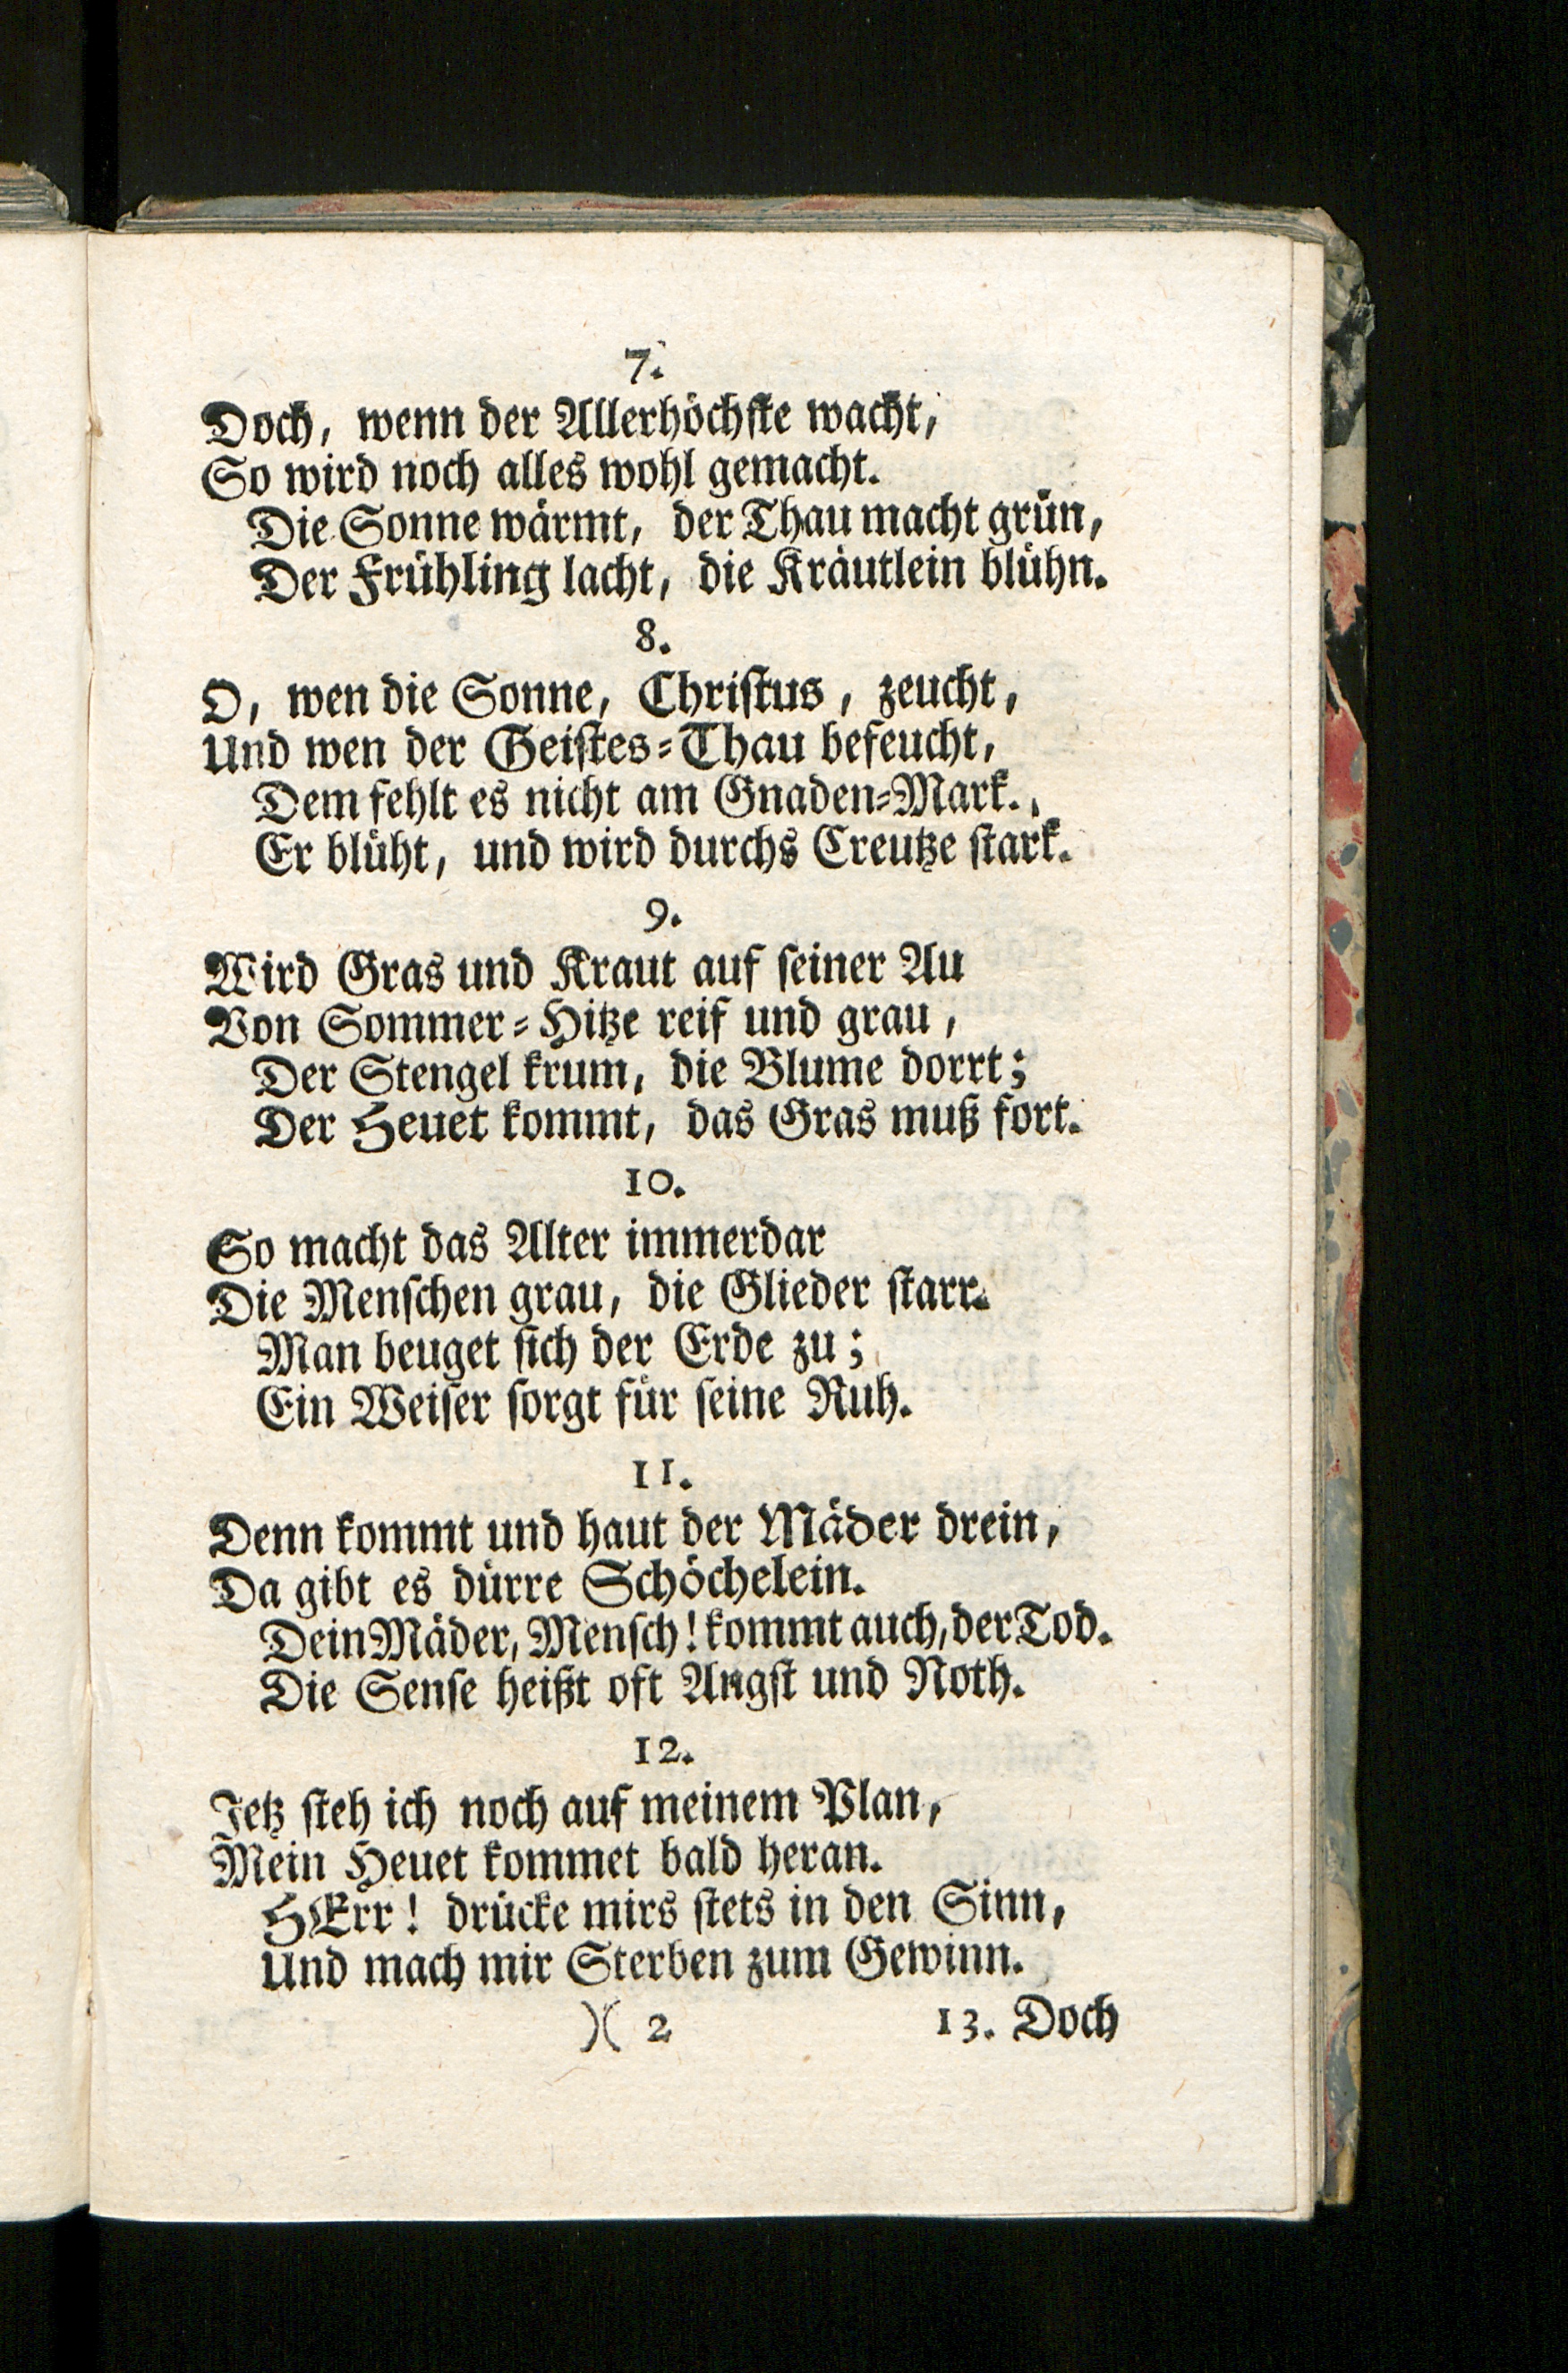 7.
Doch, wenn der Allerhöchſte wacht,
So wird noch alles wohl gemacht.
Die Sonne wärmt, der Thau macht grün,
Der Frühling lacht, die Kräutlein blühn.
8.
O, wen die Sonne, Chriſtus, zeucht,
Und wen der Geiſtes-Thau befeucht,
Dem fehlt es nicht am Gnaden-Mark.
Er blüht, und wird durchs Creutze ſtark.
9.
Wird Gras und Kraut auf ſeiner Au
Von Sommer-Hitze reif und grau,
Der Stengel krum, die Blume dorrt;
Der Heuet kommt, das Gras muß fort.
10.
So macht das Alter immerdar
Die Menſchen grau, die Glieder ſtarr.
Man beuget ſich der Erde zu;
Ein Weiſer ſorgt für ſeine Ruh.
11.
Denn kommt und haut der Mäder drein,
Da gibt es dürre Schöchelein.
Dein Mäder, Menſch! kommt auch, der Tod.
Die Senſe heißt oft Angſt und Noth.
12.
Jetz ſteh ich noch auf meinem Plan,
Mein Heuet kommet bald heran.
HErr! drücke mirs ſtets in den Sinn,
Und mach mir Sterben zum Gewinn.
)( 2 13. Doch